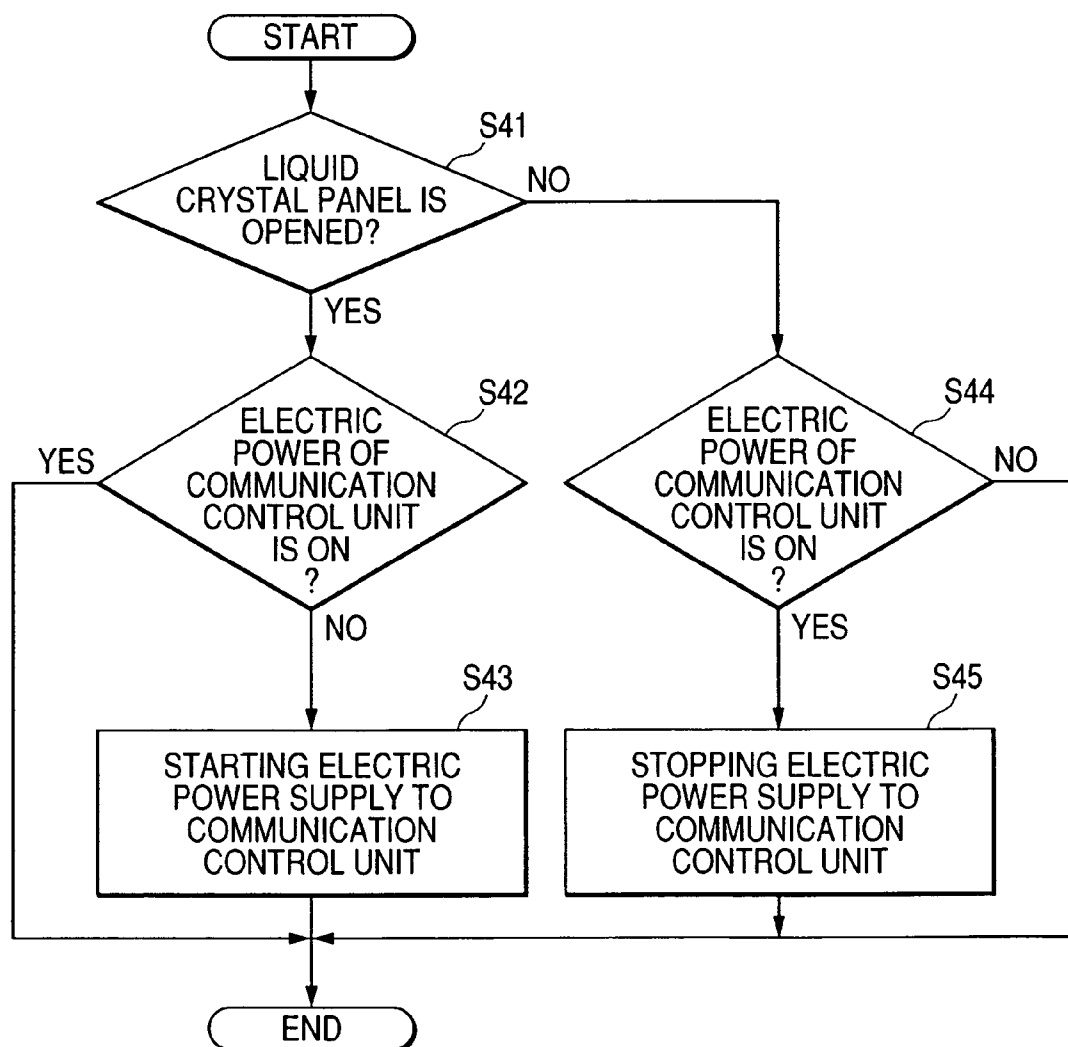 START
S41
LIQUID
CRYSTAL PANEL IS
OPENED?
NO
YES
S42
ELECTRIC
POWER OF
COMMUNICATION
CONTROL UNIT
IS ON
?
YES
NO
S44
ELECTRIC
POWER OF
COMMUNICATION
CONTROL UNIT
IS ON
?
NO
YES
S43
STARTING ELECTRIC
POWER SUPPLY TO
COMMUNICATION
CONTROL UNIT
S45
STOPPING ELECTRIC
POWER SUPPLY TO
COMMUNICATION
CONTROL UNIT
END